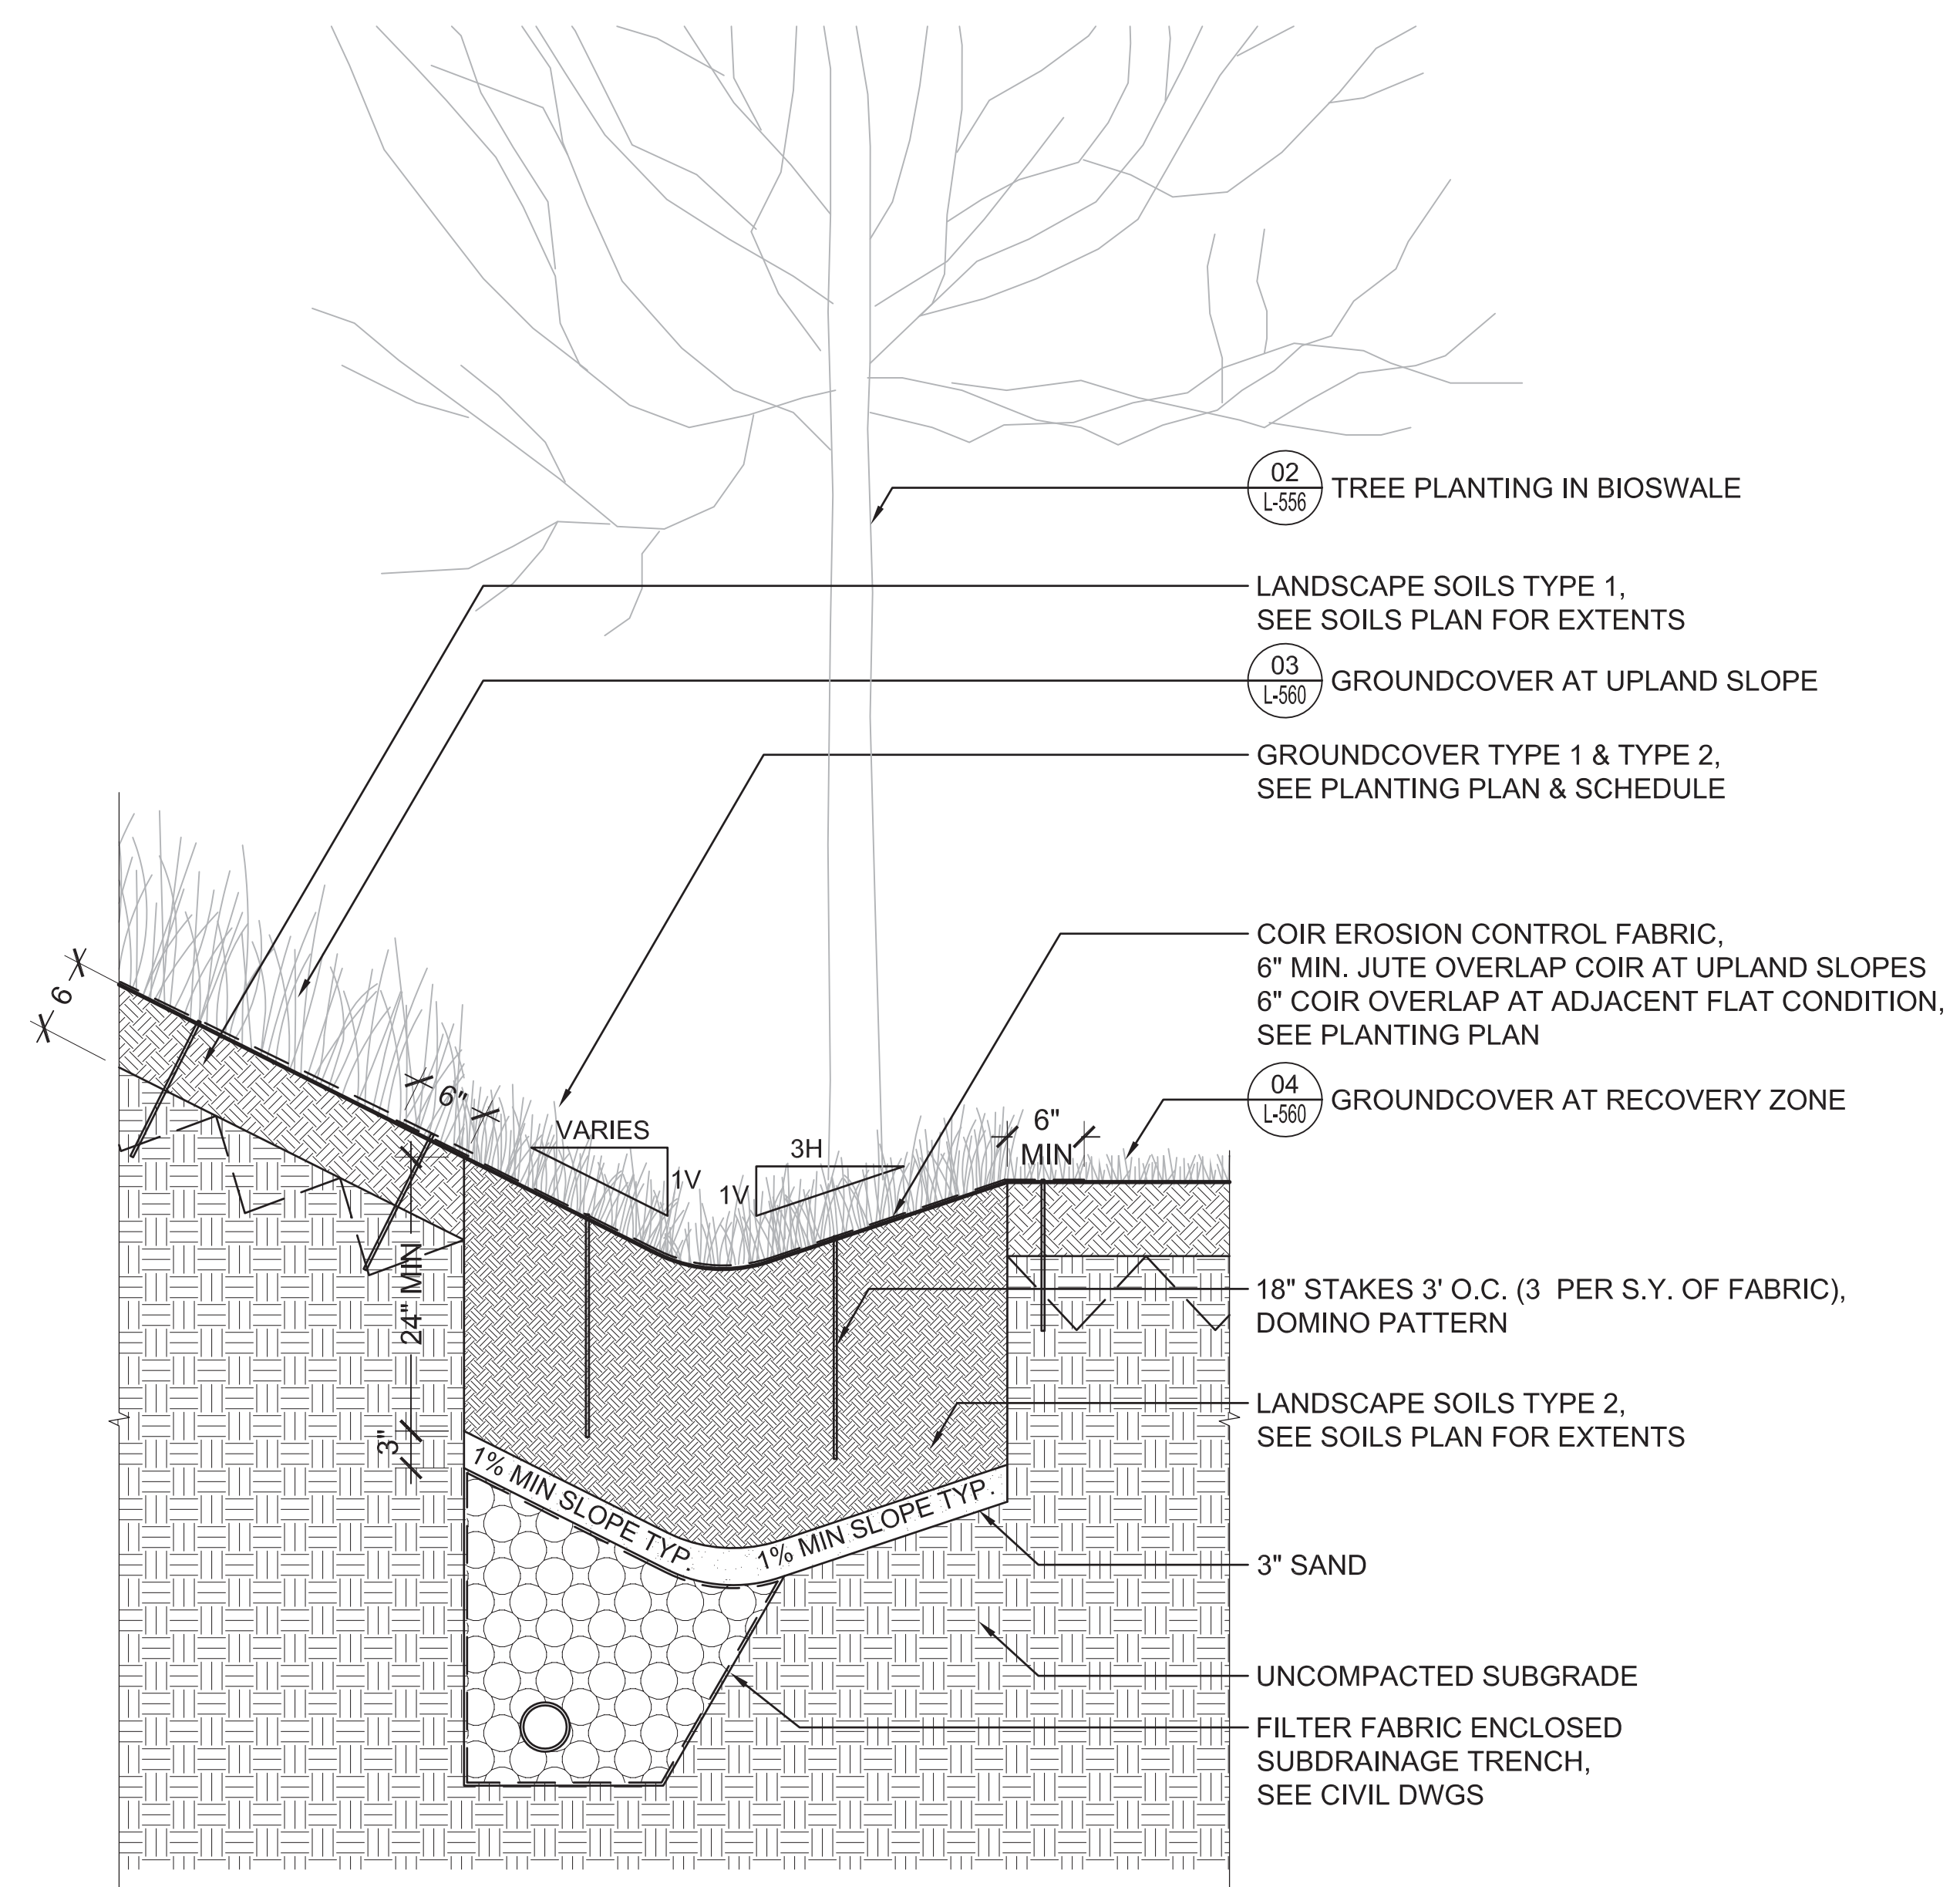 02
L-556
TREE PLANTING IN BIOSWALE
LANDSCAPE SOILS TYPE 1,
SEE SOILS PLAN FOR EXTENTS
03
L-560
GROUNDCOVER AT UPLAND SLOPE
GROUNDCOVER TYPE 1 & TYPE 2,
SEE PLANTING PLAN & SCHEDULE
COIR EROSION CONTROL FABRIC,
6" MIN. JUTE OVERLAP COIR AT UPLAND SLOPES
6" COIR OVERLAP AT ADJACENT FLAT CONDITION,
SEE PLANTING PLAN
04
L-560
GROUNDCOVER AT RECOVERY ZONE
6
6"
VARIES
1V
3H
1V
6"
MIN
24" MIN
3"
18" STAKES 3' O.C. (3 PER S.Y. OF FABRIC),
DOMINO PATTERN
LANDSCAPE SOILS TYPE 2,
SEE SOILS PLAN FOR EXTENTS
1% MIN SLOPE TYP.
1% MIN SLOPE TYP.
3" SAND
UNCOMPACTED SUBGRADE
FILTER FABRIC ENCLOSED
SUBDRAINAGE TRENCH,
SEE CIVIL DWGS